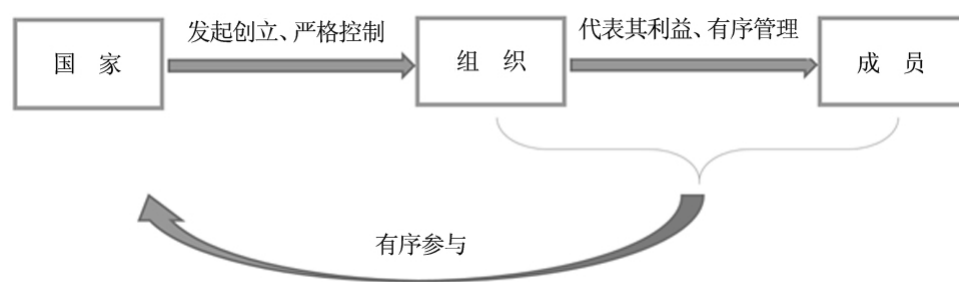 发起创立、严格控制
代表其利益、有序管理
国 家
组 织
成 员
有序参与